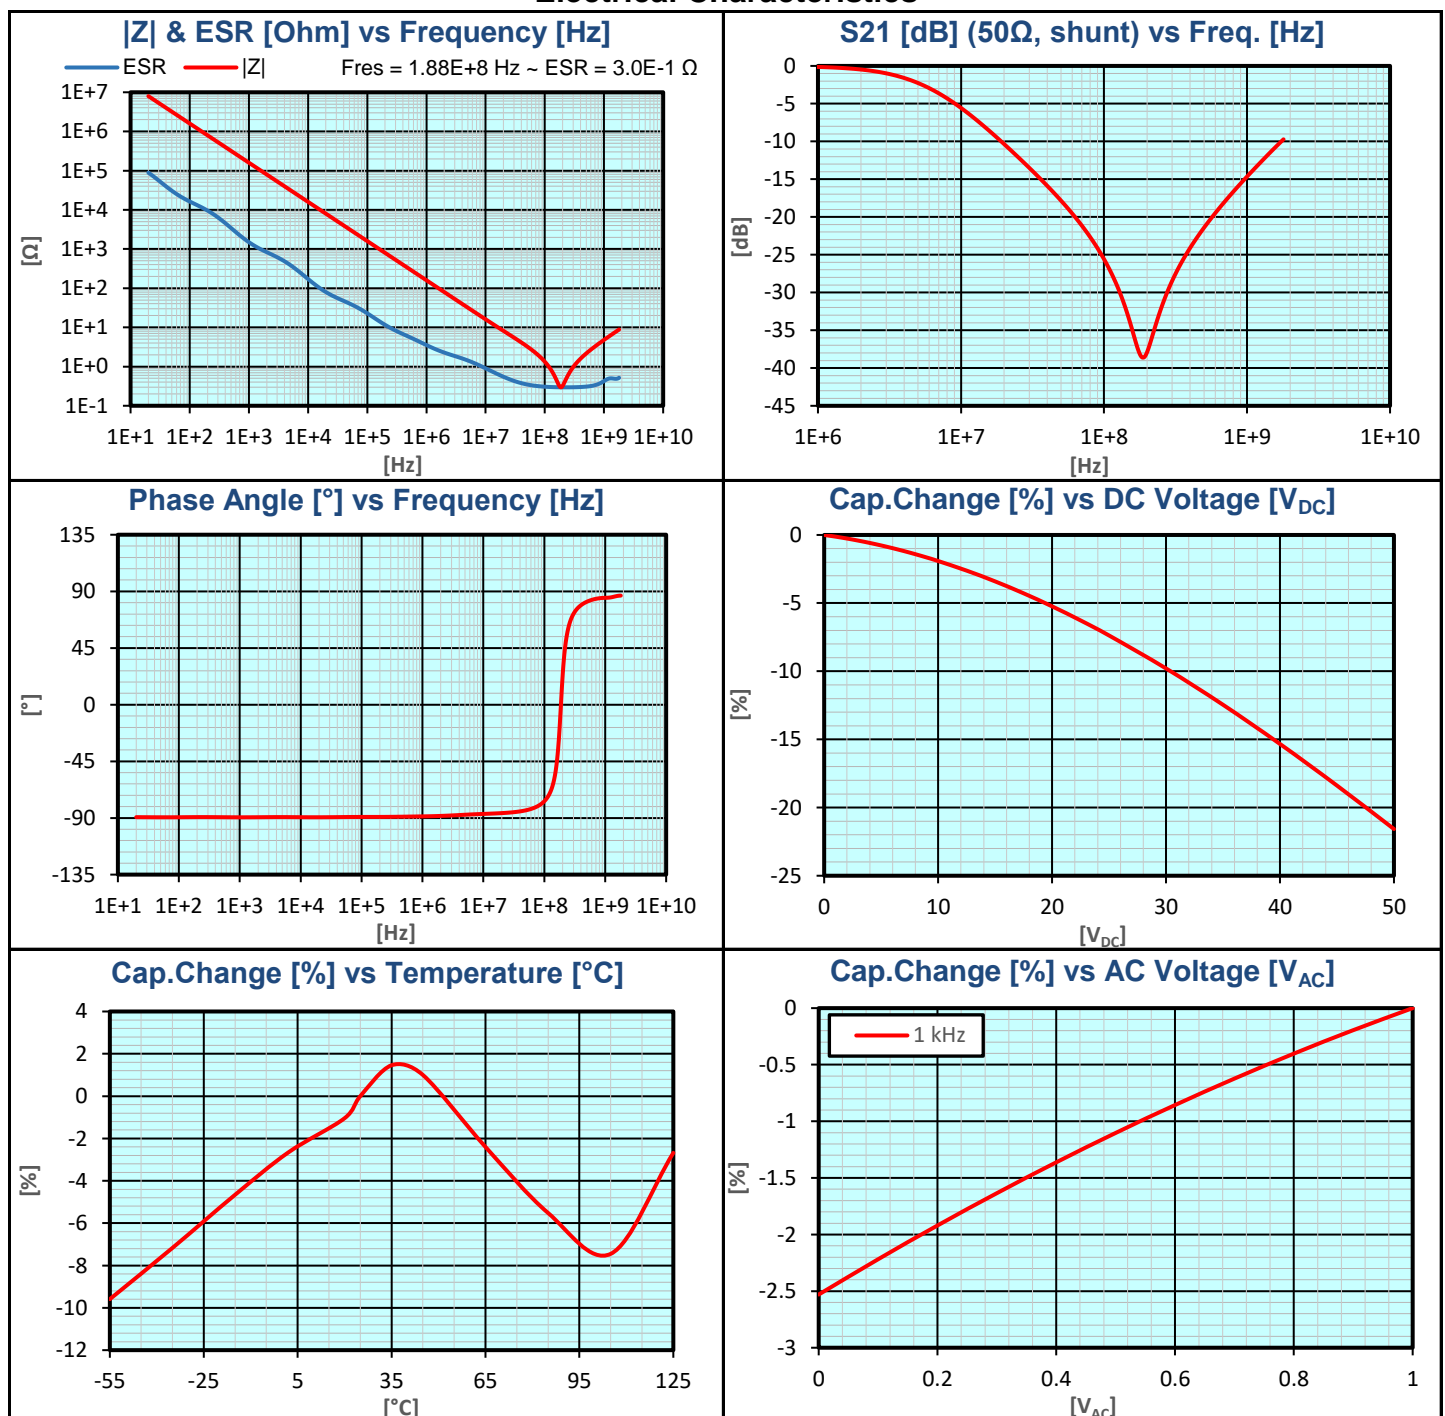 Electrical Characteristics
|Z| & ESR [Ohm] vs Frequency [Hz]
ESR |Z| Fres = 1.88E+8 Hz ~ ESR = 3.0E-1 Ω
1E+7
1E+6
1E+5
1E+4
1E+3
1E+2
1E+1
1E+0
1E-1
[Ω]
1E+1 1E+2 1E+3 1E+4 1E+5 1E+6 1E+7 1E+8 1E+9 1E+10
[Hz]
S21 [dB] (50Ω, shunt) vs Freq. [Hz]
0
-5
-10
-15
-20
-25
-30
-35
-40
-45
[dB]
1E+6 1E+7 1E+8 1E+9 1E+10
[Hz]
Phase Angle [°] vs Frequency [Hz]
135
90
45
0
-45
-90
-135
[°]
1E+1 1E+2 1E+3 1E+4 1E+5 1E+6 1E+7 1E+8 1E+9 1E+10
[Hz]
Cap.Change [%] vs DC Voltage [VDC]
0
-5
-10
-15
-20
-25
[%]
0 10 20 30 40 50
[VDC]
Cap.Change [%] vs Temperature [°C]
4
2
0
-2
-4
-6
-8
-10
-12
[%]
-55 -25 5 35 65 95 125
[°C]
Cap.Change [%] vs AC Voltage [VAC]
1 kHz
0
-0.5
-1
-1.5
-2
-2.5
-3
[%]
0 0.2 0.4 0.6 0.8 1
[VAC]